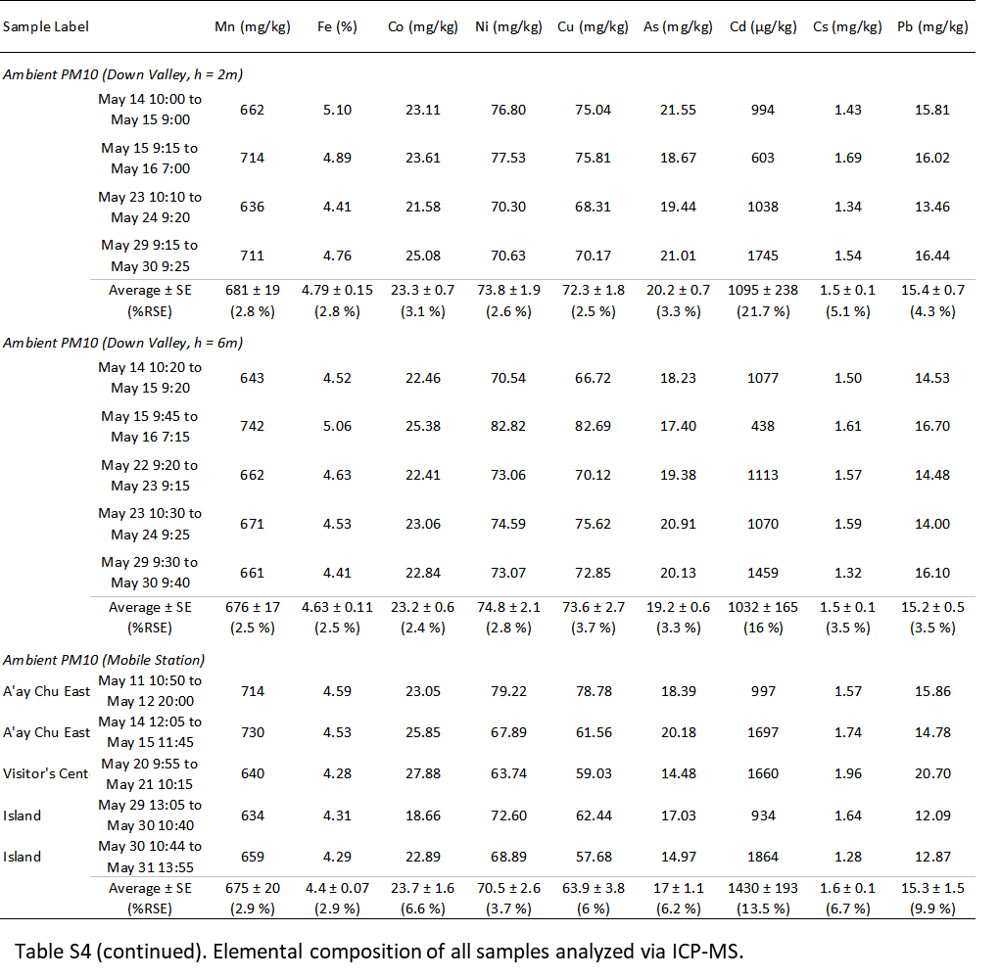 Sample Label Mn (mg/kg) Fe (%) Co (mg/kg) Ni (mg/kg) Cu (mg/kg) As (mg/kg) Cd (µg/kg) Cs (mg/kg) Pb (mg/kg)
Ambient PM10 (Down Valley, h = 2m)
May 14 10:00 to
May 15 9:00
662 5.10 23.11 76.80 75.04 21.55 994 1.43 15.81
May 15 9:15 to
May 16 7:00
714 4.89 23.61 77.53 75.81 18.67 603 1.69 16.02
May 23 10:10 to
May 24 9:20
636 4.41 21.58 70.30 68.31 19.44 1038 1.34 13.46
May 29 9:15 to
May 30 9:25
711 4.76 25.08 70.63 70.17 21.01 1745 1.54 16.44
Average ± SE 681 ± 19 4.79 ± 0.15 23.3 ± 0.7 73.8 ± 1.9 72.3 ± 1.8 20.2 ± 0.7 1095 ± 238 1.5 ± 0.1 15.4 ± 0.7
(%RSE) (2.8 %) (2.8 %) (3.1 %) (2.6 %) (2.5 %) (3.3 %) (21.7 %) (5.1 %) (4.3 %)
Ambient PM10 (Down Valley, h = 6m)
May 14 10:20 to
May 15 9:20
643 4.52 22.46 70.54 66.72 18.23 1077 1.50 14.53
May 15 9:45 to
May 16 7:15
742 5.06 25.38 82.82 82.69 17.40 438 1.61 16.70
May 22 9:20 to
May 23 9:15
662 4.63 22.41 73.06 70.12 19.38 1113 1.57 14.48
May 23 10:30 to
May 24 9:25
671 4.53 23.06 74.59 75.62 20.91 1070 1.59 14.00
May 29 9:30 to
May 30 9:40
661 4.41 22.84 73.07 72.85 20.13 1459 1.32 16.10
Average ± SE 676 ± 17 4.63 ± 0.11 23.2 ± 0.6 74.8 ± 2.1 73.6 ± 2.7 19.2 ± 0.6 1032 ± 165 1.5 ± 0.1 15.2 ± 0.5
(%RSE) (2.5 %) (2.5 %) (2.4 %) (2.8 %) (3.7 %) (3.3 %) (16 %) (3.5 %) (3.5 %)
Ambient PM10 (Mobile Station)
May 11 10:50 to
A'ay Chu East 714 4.59 23.05 79.22 78.78 18.39 997 1.57 15.86
May 12 20:00
May 14 12:05 to
A'ay Chu East 730 4.53 25.85 67.89 61.56 20.18 1697 1.74 14.78
May 15 11:45
May 20 9:55 to
Visitor's Cent 640 4.28 27.88 63.74 59.03 14.48 1660 1.96 20.70
May 21 10:15
May 29 13:05 to
Island 634 4.31 18.66 72.60 62.44 17.03 934 1.64 12.09
May 30 10:40
May 30 10:44 to
Island 659 4.29 22.89 68.89 57.68 14.97 1864 1.28 12.87
May 31 13:55
Average ± SE 675 ± 20 4.4 ± 0.07 23.7 ± 1.6 70.5 ± 2.6 63.9 ± 3.8 17 ± 1.1 1430 ± 193 1.6 ± 0.1 15.3 ± 1.5
(%RSE) (2.9 %) (2.9 %) (6.6 %) (3.7 %) (6 %) (6.2 %) (13.5 %) (6.7 %) (9.9 %)
Table S4 (continued). Elemental composition of all samples analyzed via ICP-MS.